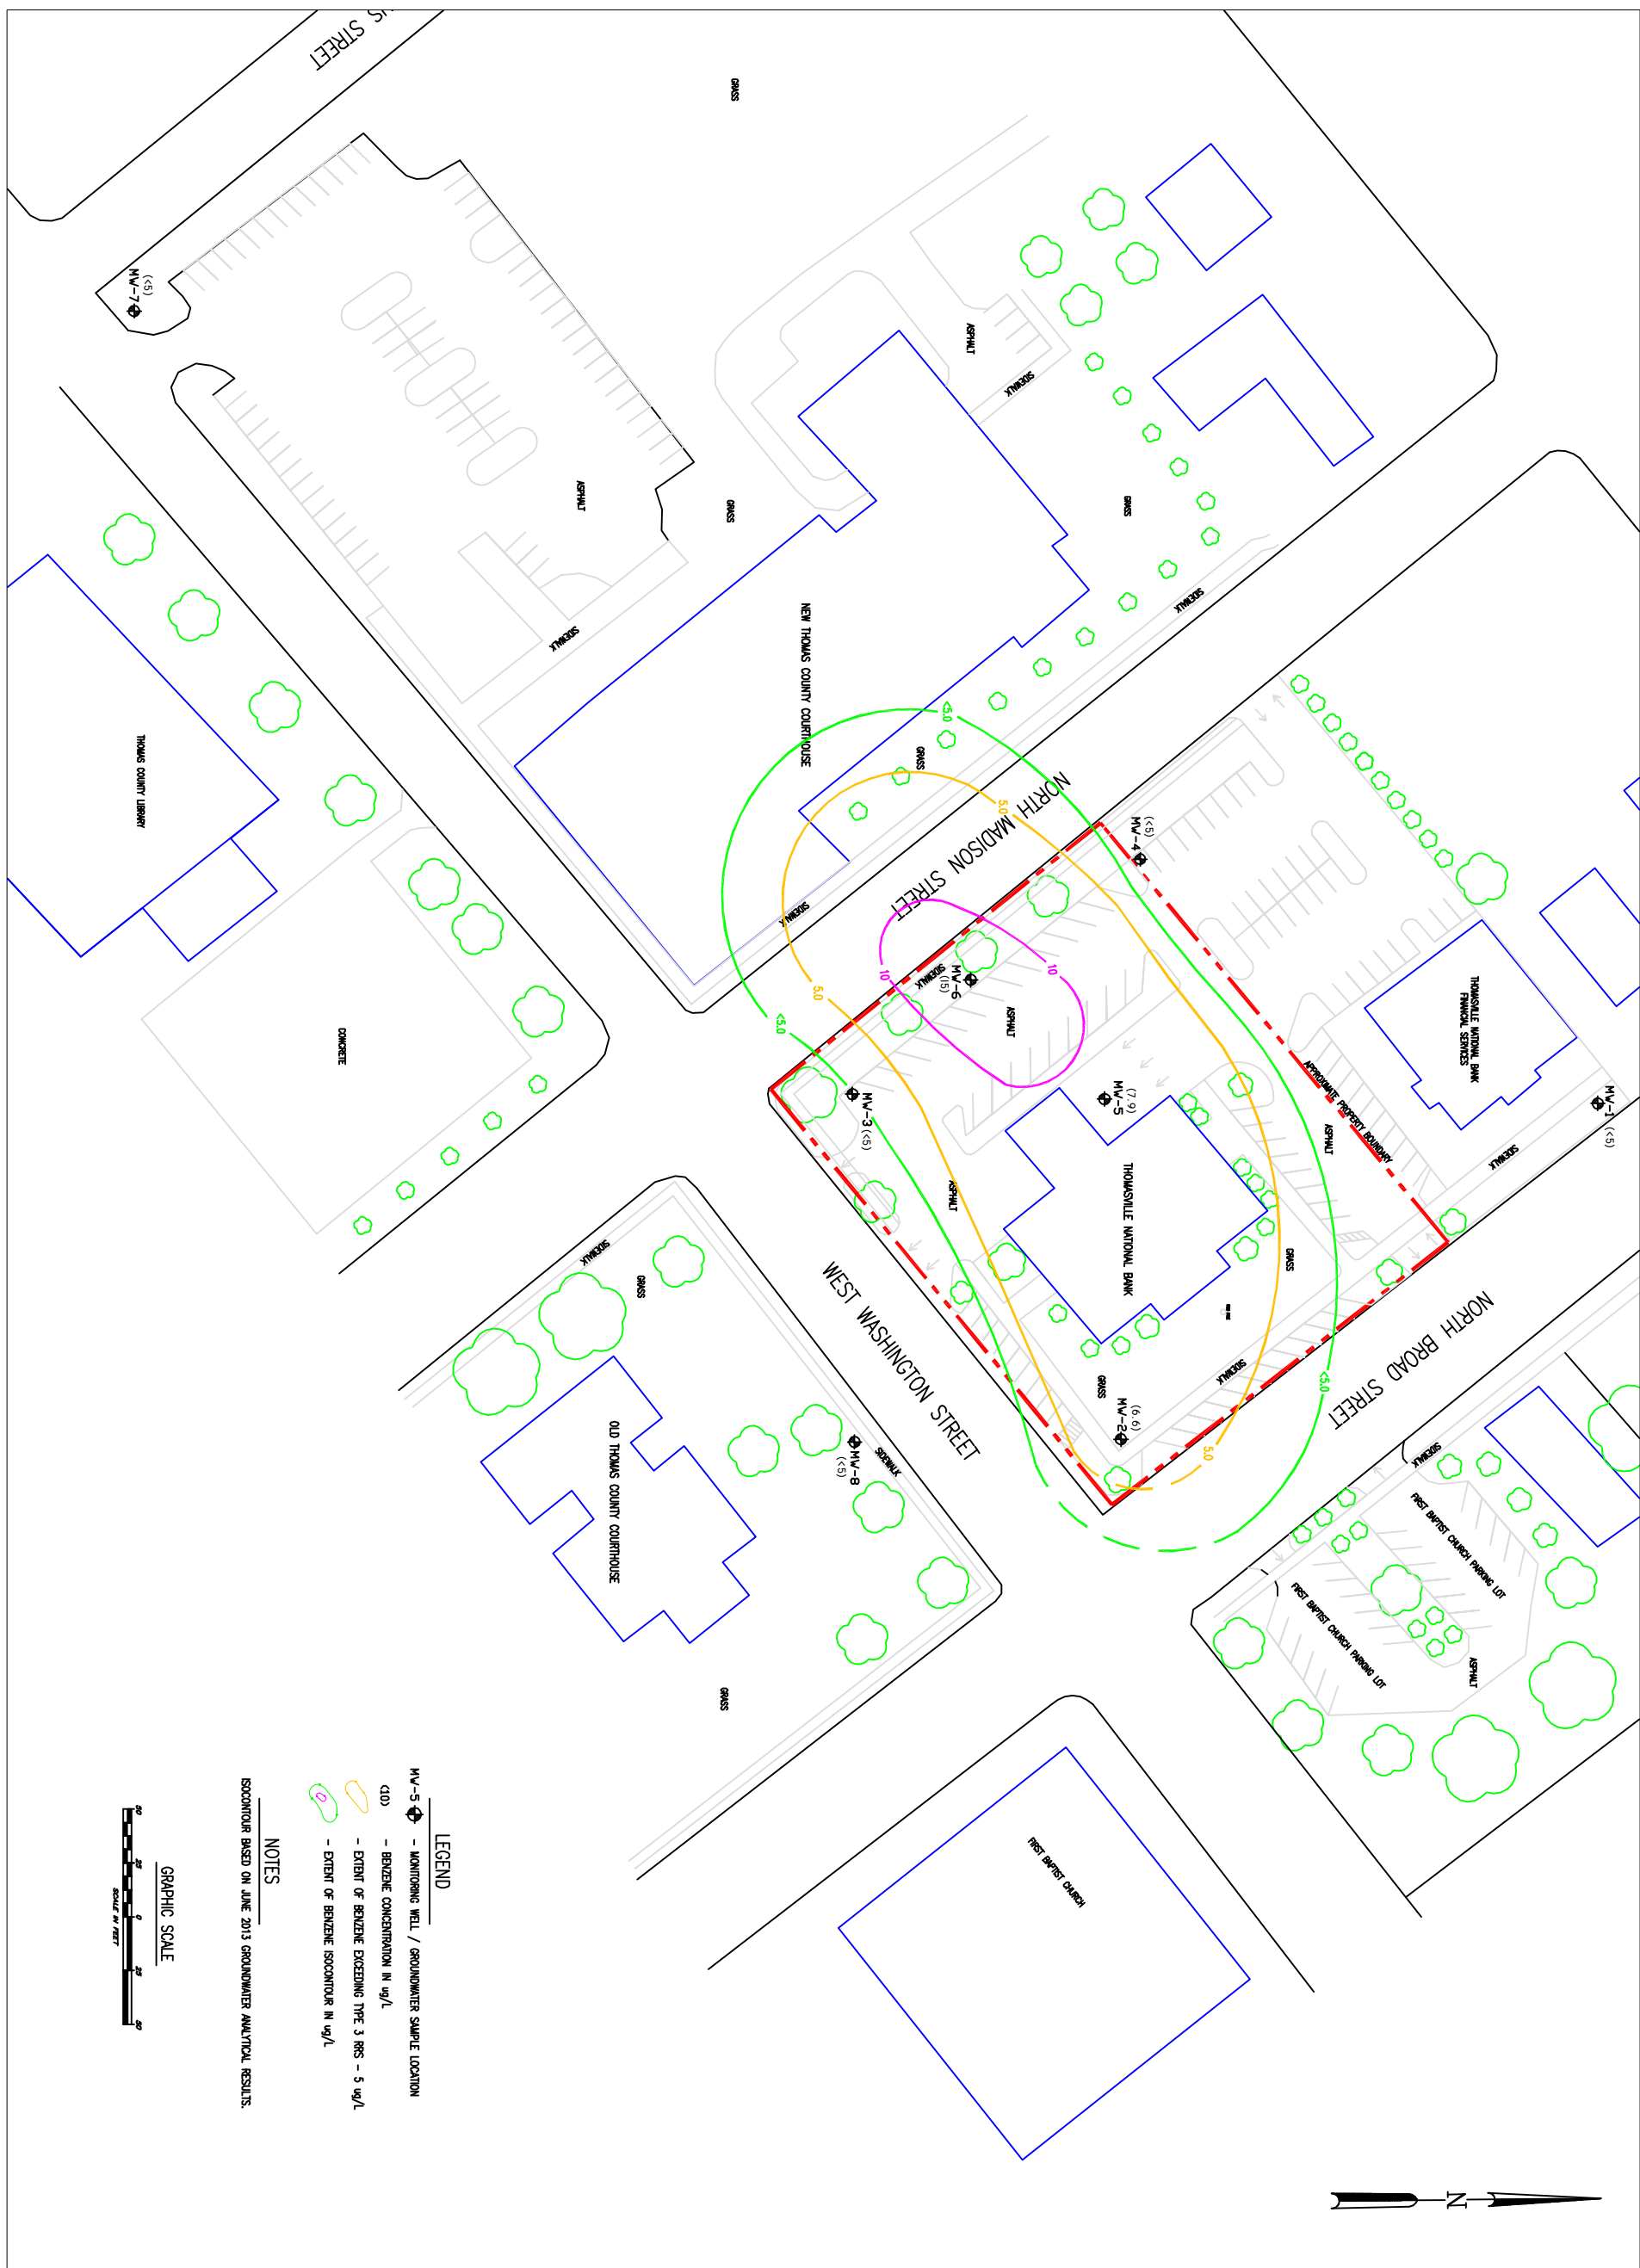 US STREET
GRASS
(<5)
MW-7
ASPHALT
SIDEWALK
ASPHALT
GRASS
GRASS
SIDEWALK
SIDEWALK
NEW THOMAS COUNTY COURTHOUSE
THOMAS COUNTY LIBRARY
CONCRETE
<5.0
GRASS
5.0
NORTH MADISON STREET
SIDEWALK
(<5)
MW-4
10
10
MW-6
(15)
SIDEWALK
ASPHALT
5.0
<5.0
MW-3 (<5)
(7.9)
MW-5
THOMASVILLE NATIONAL BANK
FINANCIAL SERVICES
MW-1 (<5)
APPROXIMATE PROPERTY BOUNDARY
ASPHALT
SIDEWALK
ASPHALT
THOMASVILLE NATIONAL BANK
GRASS
SIDEWALK
GRASS
(6.6)
MW-2
5.0
<5.0
NORTH BROAD STREET
WEST WASHINGTON STREET
SIDEWALK
GRASS
OLD THOMAS COUNTY COURTHOUSE
MW-8
(<5)
SIDEWALK
GRASS
SIDEWALK
FIRST BAPTIST CHURCH PARKING LOT
FIRST BAPTIST CHURCH PARKING LOT
ASPHALT
FIRST BAPTIST CHURCH
LEGEND
MW-5 - MONITORING WELL / GROUNDWATER SAMPLE LOCATION
(10) - BENZENE CONCENTRATION IN ug/L
- EXTENT OF BENZENE EXCEEDING TYPE 3 RRS - 5 ug/L
- EXTENT OF BENZENE ISOCONTOUR IN ug/L
NOTES
ISOCONTOUR BASED ON JUNE 2013 GROUNDWATER ANALYTICAL RESULTS.
GRAPHIC SCALE
50 25 0 25 50
SCALE IN FEET
N